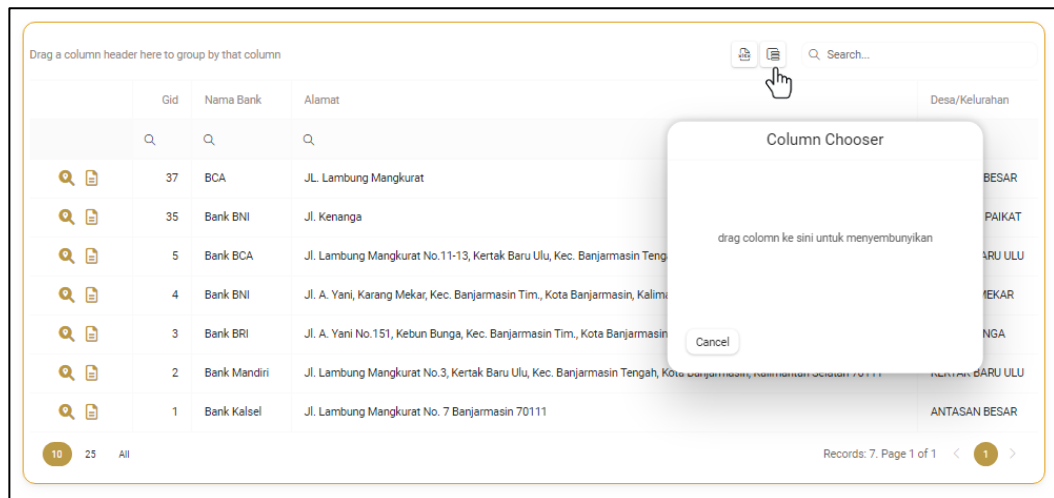 Drag a column header here to group by that column
Search...
Gid Nama Bank Alamat Desa/Kelurahan
Column Chooser
37 BCA JL. Lambung Mangkurat BESAR
35 Bank BNI Jl. Kenanga PAIKAT
drag colomn ke sini untuk menyembunyikan
5 Bank BCA Jl. Lambung Mangkurat No.11-13, Kertak Baru Ulu, Kec. Banjarmasin ULU
4 Bank BNI Jl. A. Yani, Karang Mekar, Kec. Banjarmasin Tim., Kota Banjarmasin,
3 Bank BRI Jl. A. Yani No.151, Kebun Bunga, Kec. Banjarmasin Tim., Kota Banjarmasin
Cancel
2 Bank Mandiri Jl. Lambung Mangkurat No.3, Kertak Baru Ulu, Kec. Banjarmasin Tengah, Kota Banjarmasin, Kalimantan Selatan 70111 KERTAK BARU ULU
1 Bank Kalsel Jl. Lambung Mangkurat No. 7 Banjarmasin 70111 ANTASAN BESAR
10 25 All Records: 7. Page 1 of 1 < 1 >